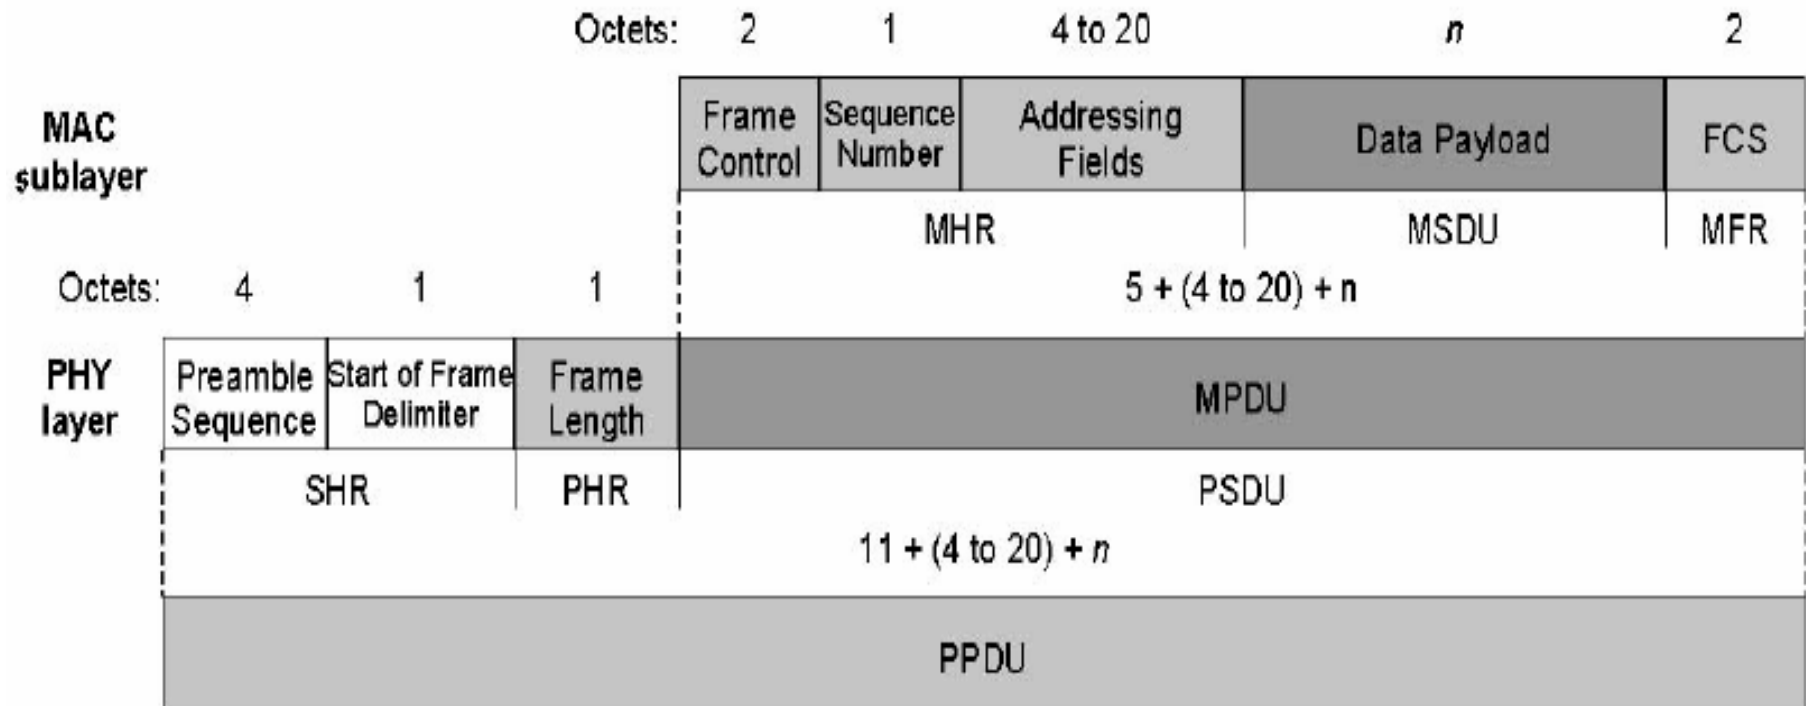 Octets: 2 1 4 to 20 n 2
MAC sublayer
Frame Control
Sequence Number
Addressing Fields
Data Payload
FCS
MHR MSDU MFR
Octets: 4 1 1 5 + (4 to 20) + n
PHY layer
Preamble Sequence
Start of Frame Delimiter
Frame Length
MPDU
SHR PHR PSDU
11 + (4 to 20) + n
PPDU